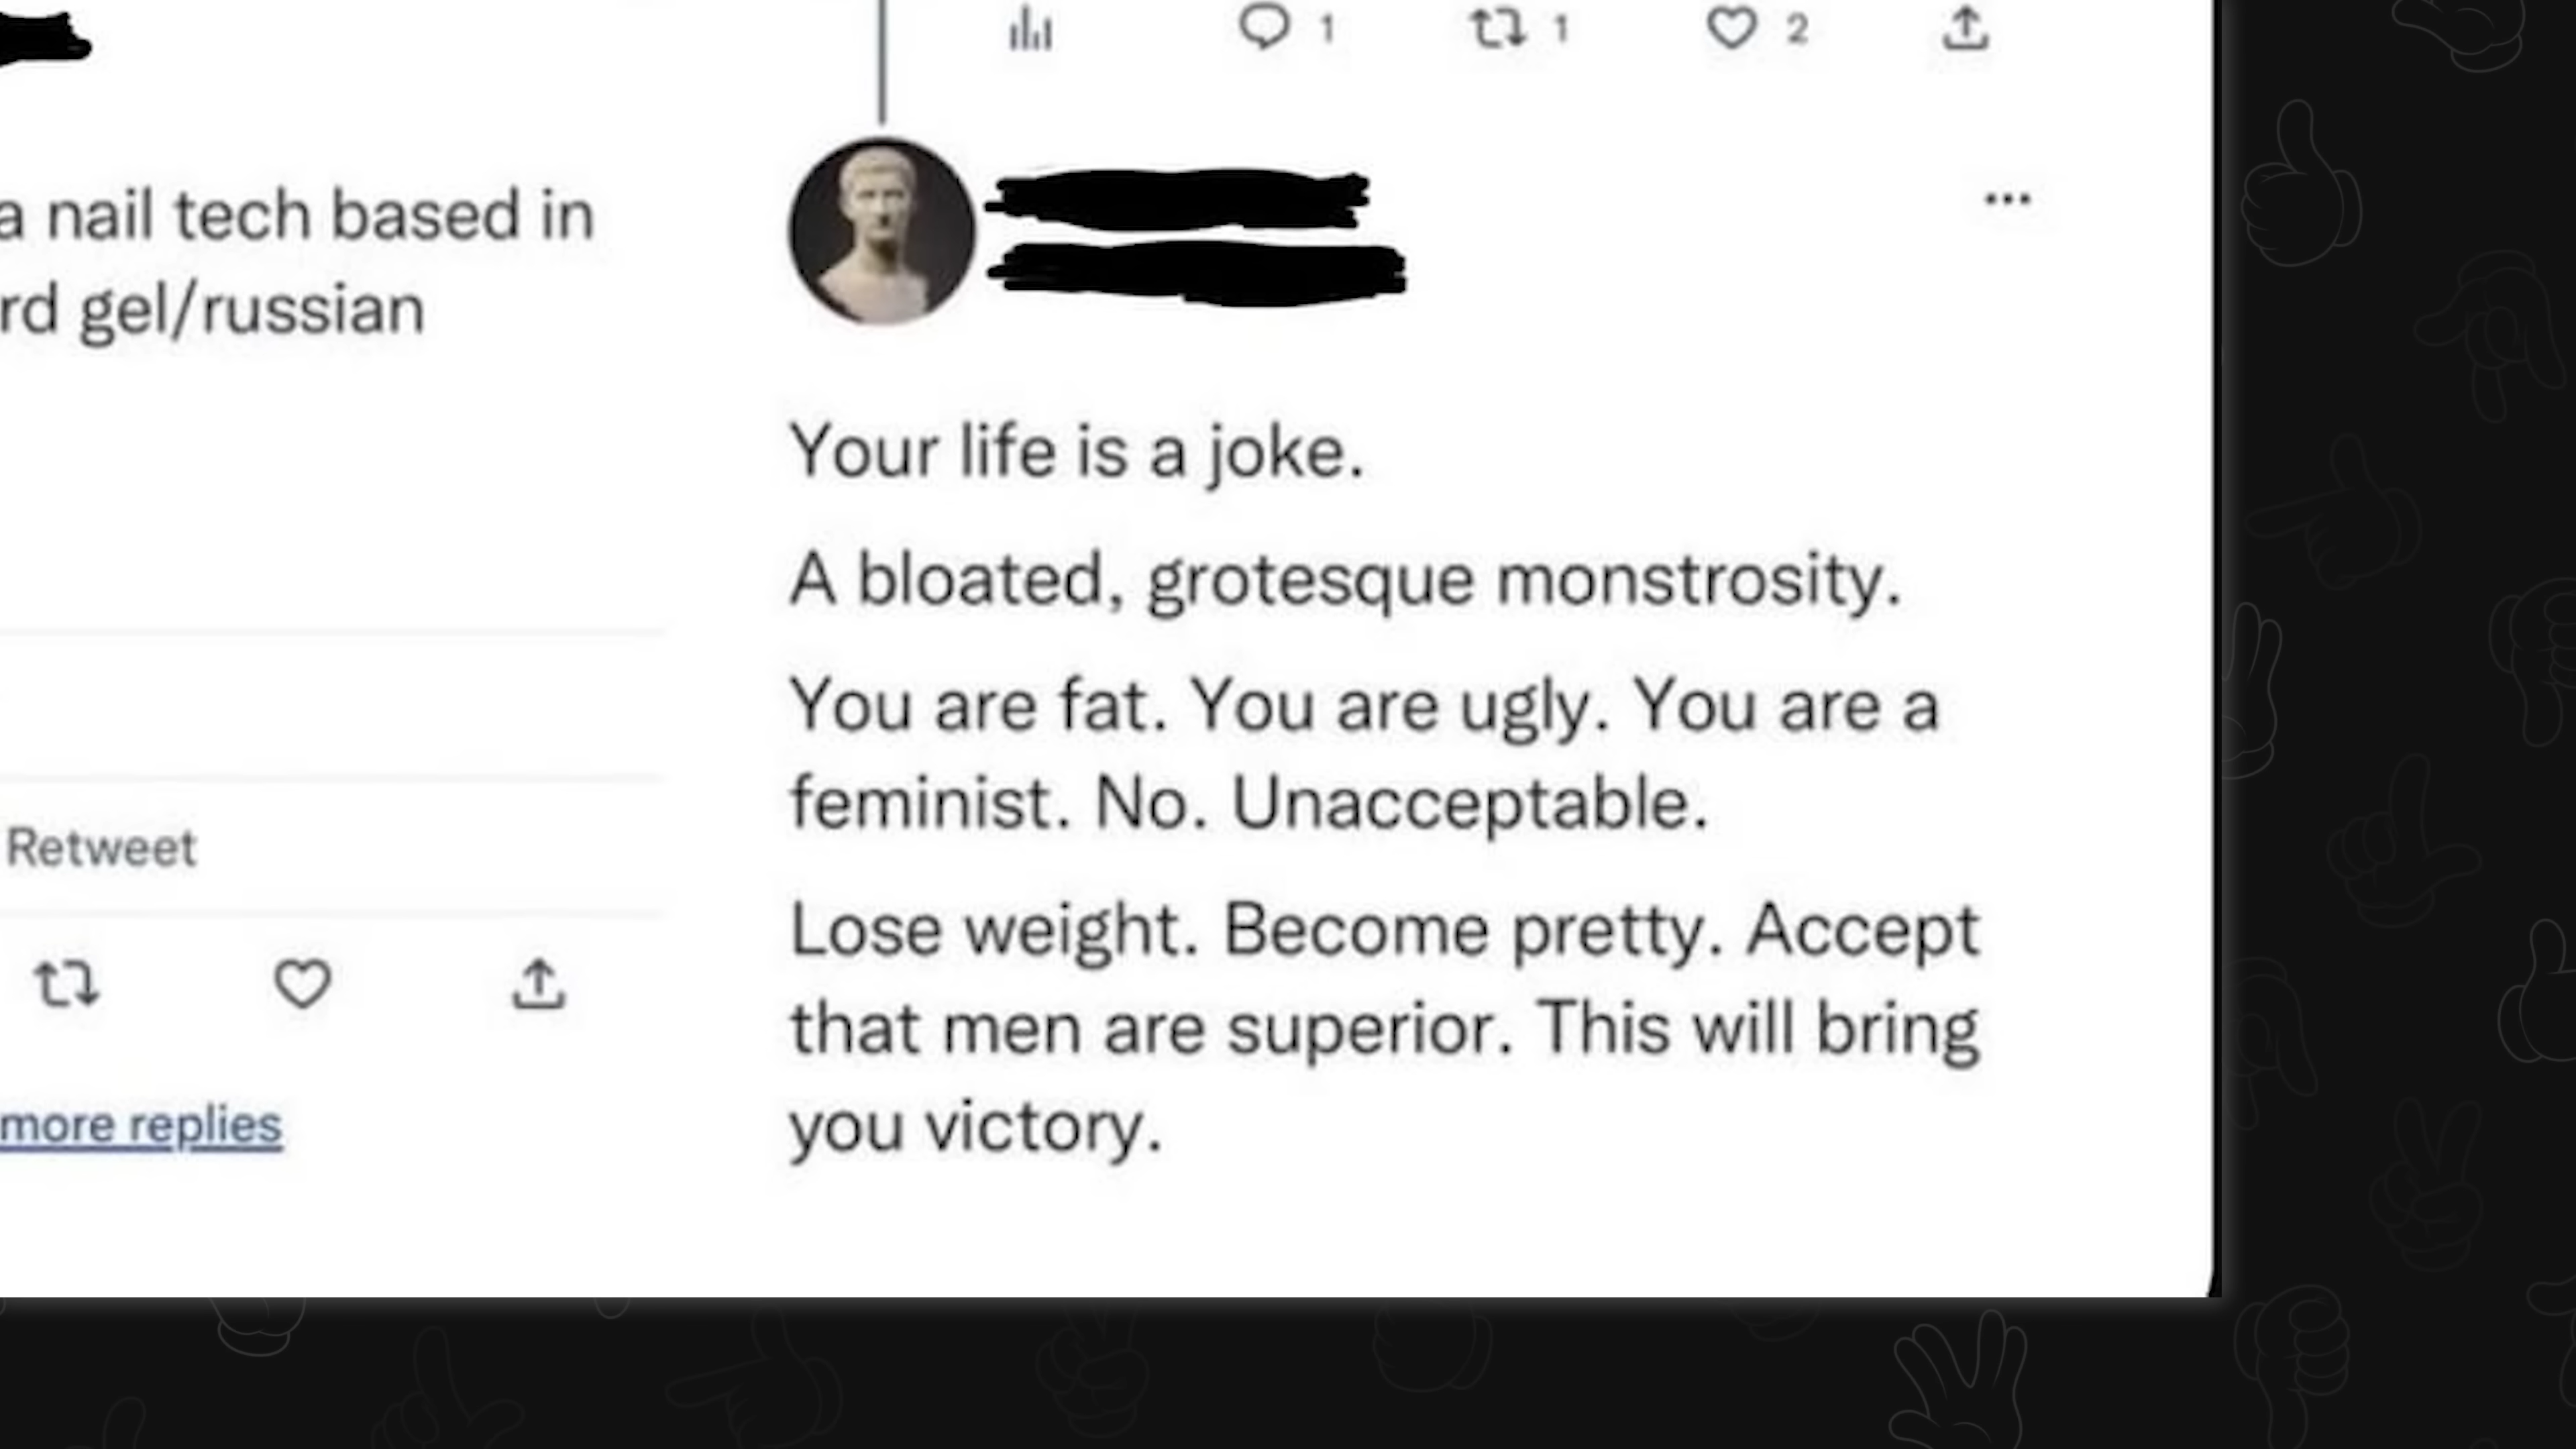 a nail tech based in
rd gel/russian
Retweet
more replies
1 1 2
Your life is a joke.
A bloated, grotesque monstrosity.
You are fat. You are ugly. You are a
feminist. No. Unacceptable.
Lose weight. Become pretty. Accept
that men are superior. This will bring
you victory.